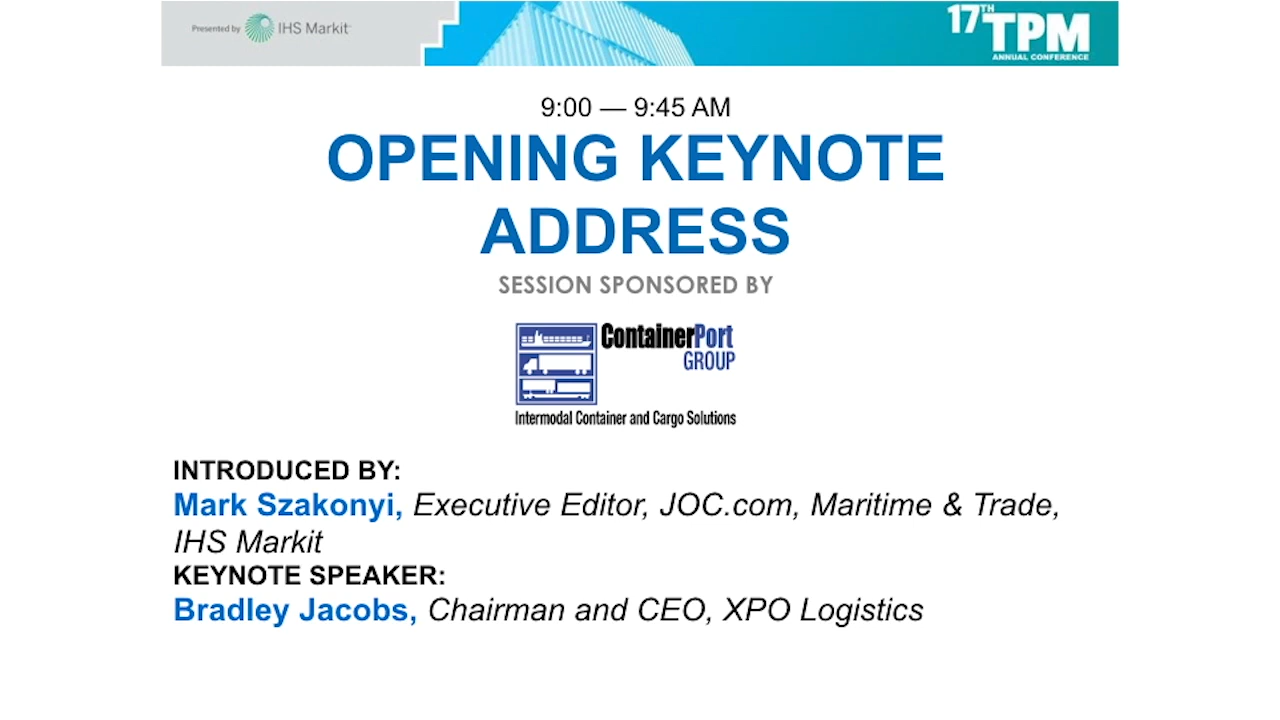 Presented by IHS Markit
17TH
TPM
ANNUAL CONFERENCE
9:00 — 9:45 AM
OPENING KEYNOTE
ADDRESS
SESSION SPONSORED BY
ContainerPort
GROUP
Intermodal Container and Cargo Solutions
INTRODUCED BY:
Mark Szakonyi, Executive Editor, JOC.com, Maritime & Trade,
IHS Markit
KEYNOTE SPEAKER:
Bradley Jacobs, Chairman and CEO, XPO Logistics